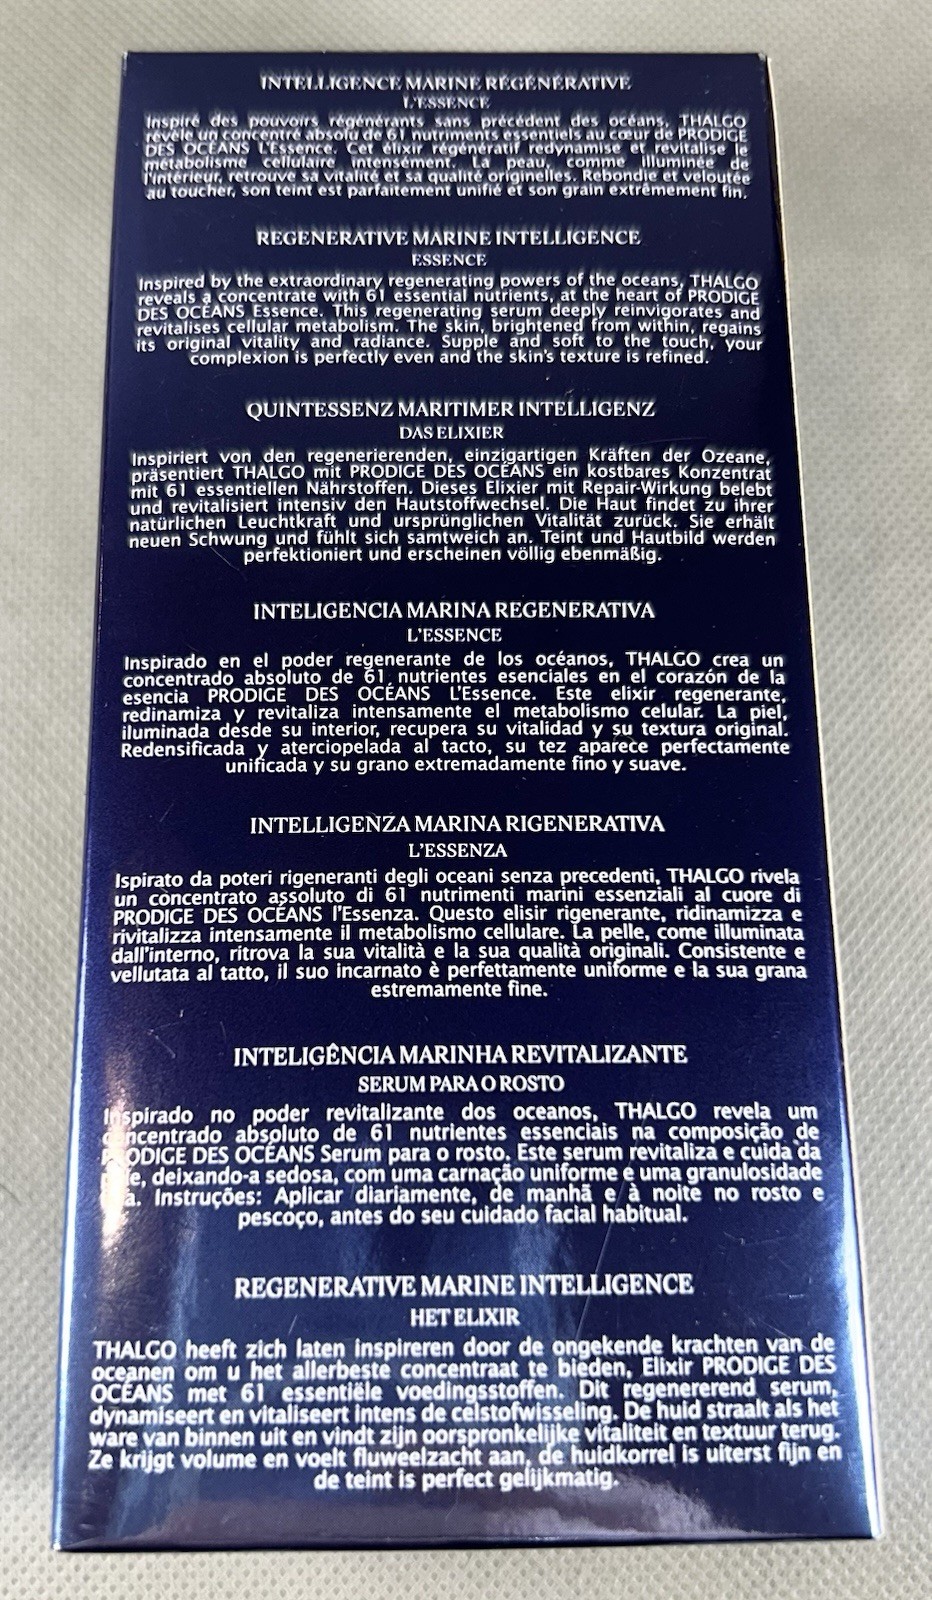 INTELLIGENCE MARINE RÉGÉNÉRATIVE
L'ESSENCE
Inspiré des pouvoirs régénérants sans précédent des océans, THALGO
révèle un concentré absolu de 61 nutriments essentiels au cœur de PRODIGE
DES OCÉANS L'Essence. Cet élixir régénératif redynamise et revitalise le
métabolisme cellulaire intensément. La peau, comme illuminée de
l'intérieur, retrouve sa vitalité et sa qualité originelles. Rebondie et veloutée
au toucher, son teint est parfaitement unifié et son grain extrêmement fin.
REGENERATIVE MARINE INTELLIGENCE
ESSENCE
Inspired by the extraordinary regenerating powers of the oceans, THALGO
reveals a concentrate with 61 essential nutrients, at the heart of PRODIGE
DES OCÉANS Essence. This regenerating serum deeply reinvigorates and
revitalises cellular metabolism. The skin, brightened from within, regains
its original vitality and radiance. Supple and soft to the touch, your
complexion is perfectly even and the skin's texture is refined.
QUINTESSENZ MARITIMER INTELLIGENZ
DAS ELIXIER
Inspiriert von den regenerierenden, einzigartigen Kräften der Ozeane,
präsentiert THALGO mit PRODIGE DES OCÉANS ein kostbares Konzentrat
mit 61 essentiellen Nährstoffen. Dieses Elixier mit Repair-Wirkung belebt
und revitalisiert intensiv den Hautstoffwechsel. Die Haut findet zu ihrer
natürlichen Leuchtkraft und ursprünglichen Vitalität zurück. Sie erhält
neuen Schwung und fühlt sich samtweich an. Teint und Hautbild werden
perfektioniert und erscheinen völlig ebenmäßig.
INTELIGENCIA MARINA REGENERATIVA
L'ESSENCE
Inspirado en el poder regenerante de los océanos, THALGO crea un
concentrado absoluto de 61 nutrientes esenciales en el corazón de la
esencia PRODIGE DES OCÉANS L'Essence. Este elixir regenerante,
redinamiza y revitaliza intensamente el metabolismo celular. La piel,
iluminada desde su interior, recupera su vitalidad y su textura original.
Redensificada y aterciopelada al tacto, su tez aparece perfectamente
unificada y su grano extremadamente fino y suave.
INTELLIGENZA MARINA RIGENERATIVA
L'ESSENZA
Ispirato da poteri rigeneranti degli oceani senza precedenti, THALGO rivela
un concentrato assoluto di 61 nutrimenti marini essenziali al cuore di
PRODIGE DES OCÉANS l'Essenza. Questo elisir rigenerante, ridinamizza e
rivitalizza intensamente il metabolismo cellulare. La pelle, come illuminata
dall'interno, ritrova la sua vitalità e la sua qualità originali. Consistente e
vellutata al tatto, il suo incarnato è perfettamente uniforme e la sua grana
estremamente fine.
INTELIGÊNCIA MARINHA REVITALIZANTE
SERUM PARA O ROSTO
Inspirado no poder revitalizante dos oceanos, THALGO revela um
concentrado absoluto de 61 nutrientes essenciais na composição de
PRODIGE DES OCÉANS Serum para o rosto. Este serum revitaliza e cuida da
deixando-a sedosa, com uma carnação uniforme e uma granulosidade
Instruções: Aplicar diariamente, de manhã e à noite no rosto e
pescoço, antes do seu cuidado facial habitual.
REGENERATIVE MARINE INTELLIGENCE
HET ELIXIR
THALGO heeft zich laten inspireren door de ongekende krachten van de
oceanen om u het allerbeste concentraat te bieden, Elixir PRODIGE DES
OCÉANS met 61 essentiële voedingsstoffen. Dit regenererend serum,
dynamiseert en vitaliseert intens de celstofwisseling. De huid straalt als het
ware van binnen uit en vindt zijn oorspronkelijke vitaliteit en textuur terug.
Ze krijgt volume en voelt fluweelzacht aan, de huidkorrel is uiterst fijn en
de teint is perfect gelijkmatig.